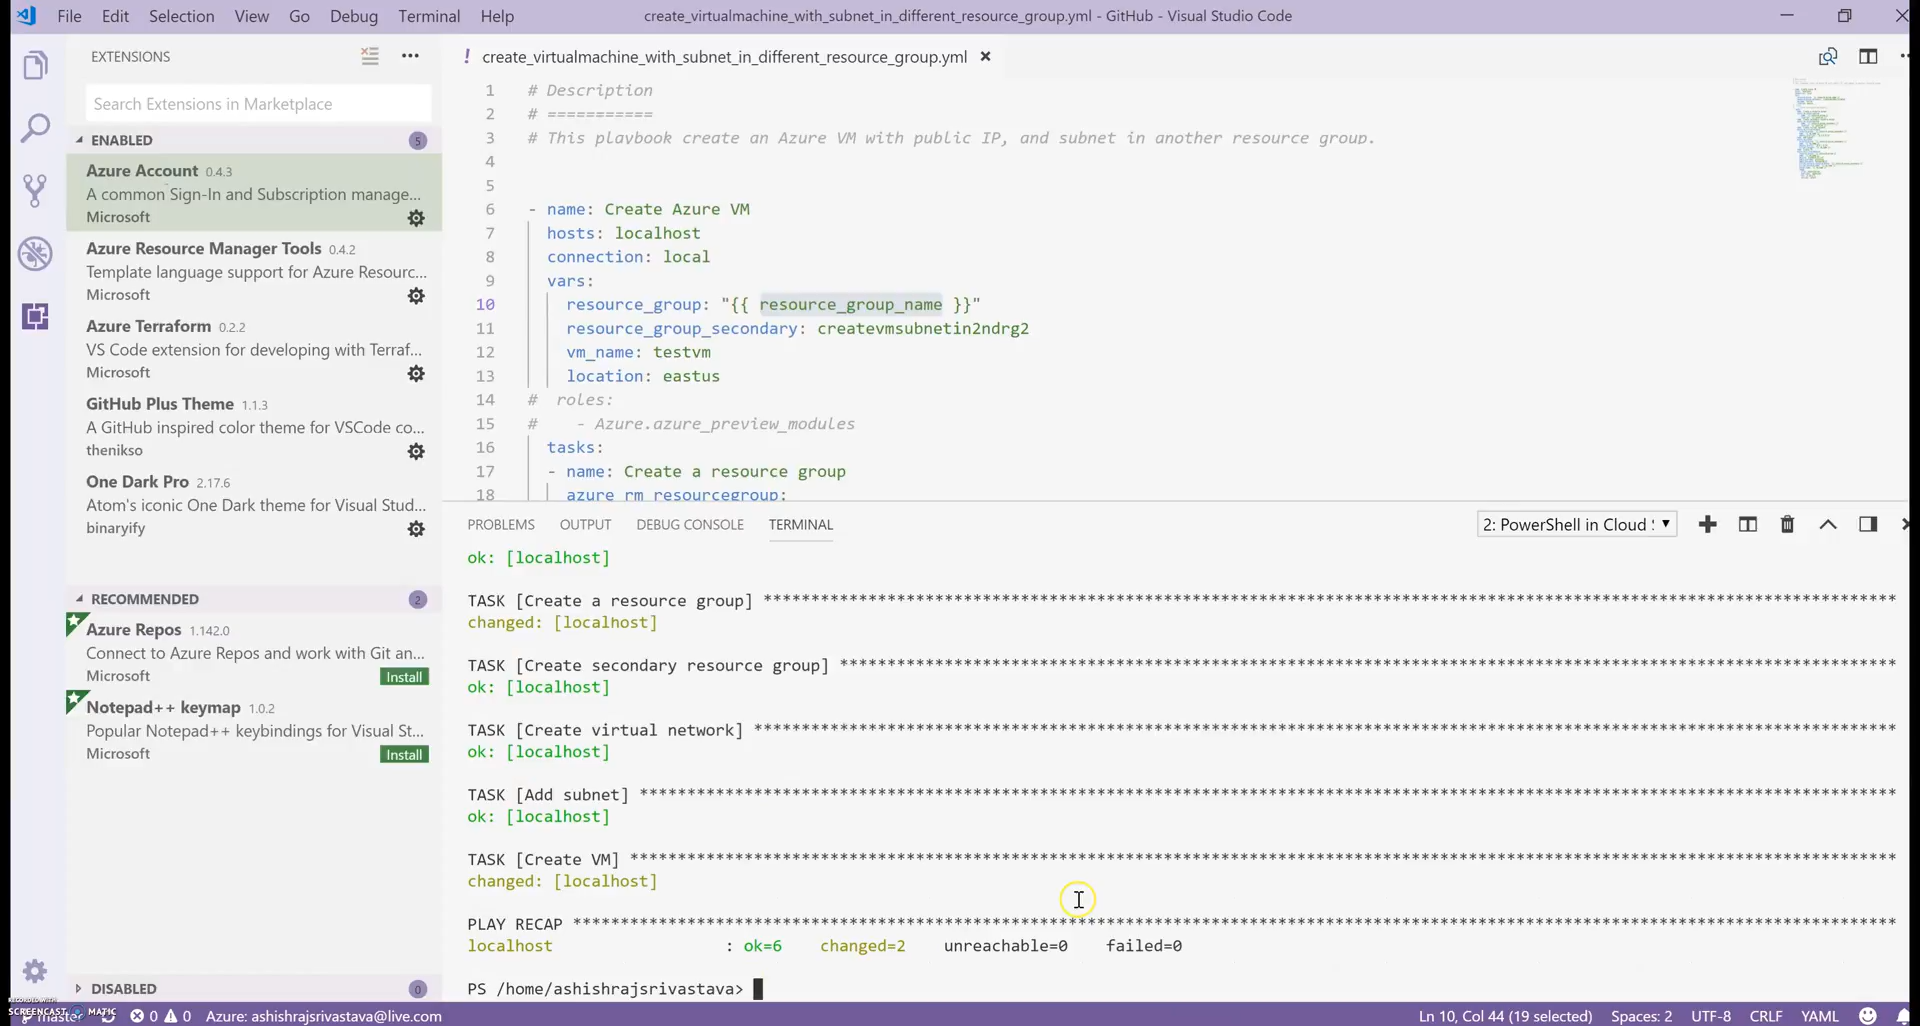 File Edit Selection View Go Debug Terminal Help
create_virtualmachine_with_subnet_in_different_resource_group.yml - GitHub - Visual Studio Code
EXTENSIONS
Search Extensions in Marketplace
ENABLED 5
Azure Account 0.4.3
A common Sign-In and Subscription manage...
Microsoft
Azure Resource Manager Tools 0.4.2
Template language support for Azure Resourc...
Microsoft
Azure Terraform 0.2.2
VS Code extension for developing with Terraf...
Microsoft
GitHub Plus Theme 1.1.3
A GitHub inspired color theme for VSCode co...
thenikso
One Dark Pro 2.17.6
Atom's iconic One Dark theme for Visual Stud...
binaryify
RECOMMENDED 2
Azure Repos 1.142.0
Connect to Azure Repos and work with Git an...
Microsoft Install
Notepad++ keymap 1.0.2
Popular Notepad++ keybindings for Visual St...
Microsoft Install
DISABLED 0
! create_virtualmachine_with_subnet_in_different_resource_group.yml
1 # Description
2 # ===========
3 # This playbook create an Azure VM with public IP, and subnet in another resource group.
4
5
6 - name: Create Azure VM
7 hosts: localhost
8 connection: local
9 vars:
10 resource_group: "{{ resource_group_name }}"
11 resource_group_secondary: createvmsubnetin2ndrg2
12 vm_name: testvm
13 location: eastus
14 # roles:
15 # - Azure.azure_preview_modules
16 tasks:
17 - name: Create a resource group
18 azure_rm_resourcegroup:
PROBLEMS OUTPUT DEBUG CONSOLE TERMINAL
2: PowerShell in Cloud
ok: [localhost]
TASK [Create a resource group] **********************************************************************************************************************
changed: [localhost]
TASK [Create secondary resource group] **************************************************************************************************************
ok: [localhost]
TASK [Create virtual network] ***********************************************************************************************************************
ok: [localhost]
TASK [Add subnet] ***********************************************************************************************************************************
ok: [localhost]
TASK [Create VM] ************************************************************************************************************************************
changed: [localhost]
PLAY RECAP ******************************************************************************************************************************************
localhost : ok=6 changed=2 unreachable=0 failed=0
PS /home/ashishrajsrivastava>
RECORDED WITH
SCREENCAST MATIC
master 0 0 Azure: ashishrajsrivastava@live.com
Ln 10, Col 44 (19 selected) Spaces: 2 UTF-8 CRLF YAML